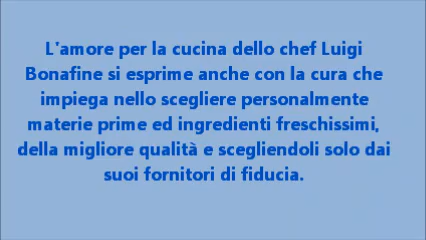 L'amore per la cucina dello chef Luigi
Bonafine si esprime anche con la cura che
impiega nello scegliere personalmente
materie prime ed ingredienti freschissimi,
della migliore qualità e scegliendoli solo dai
suoi fornitori di fiducia.